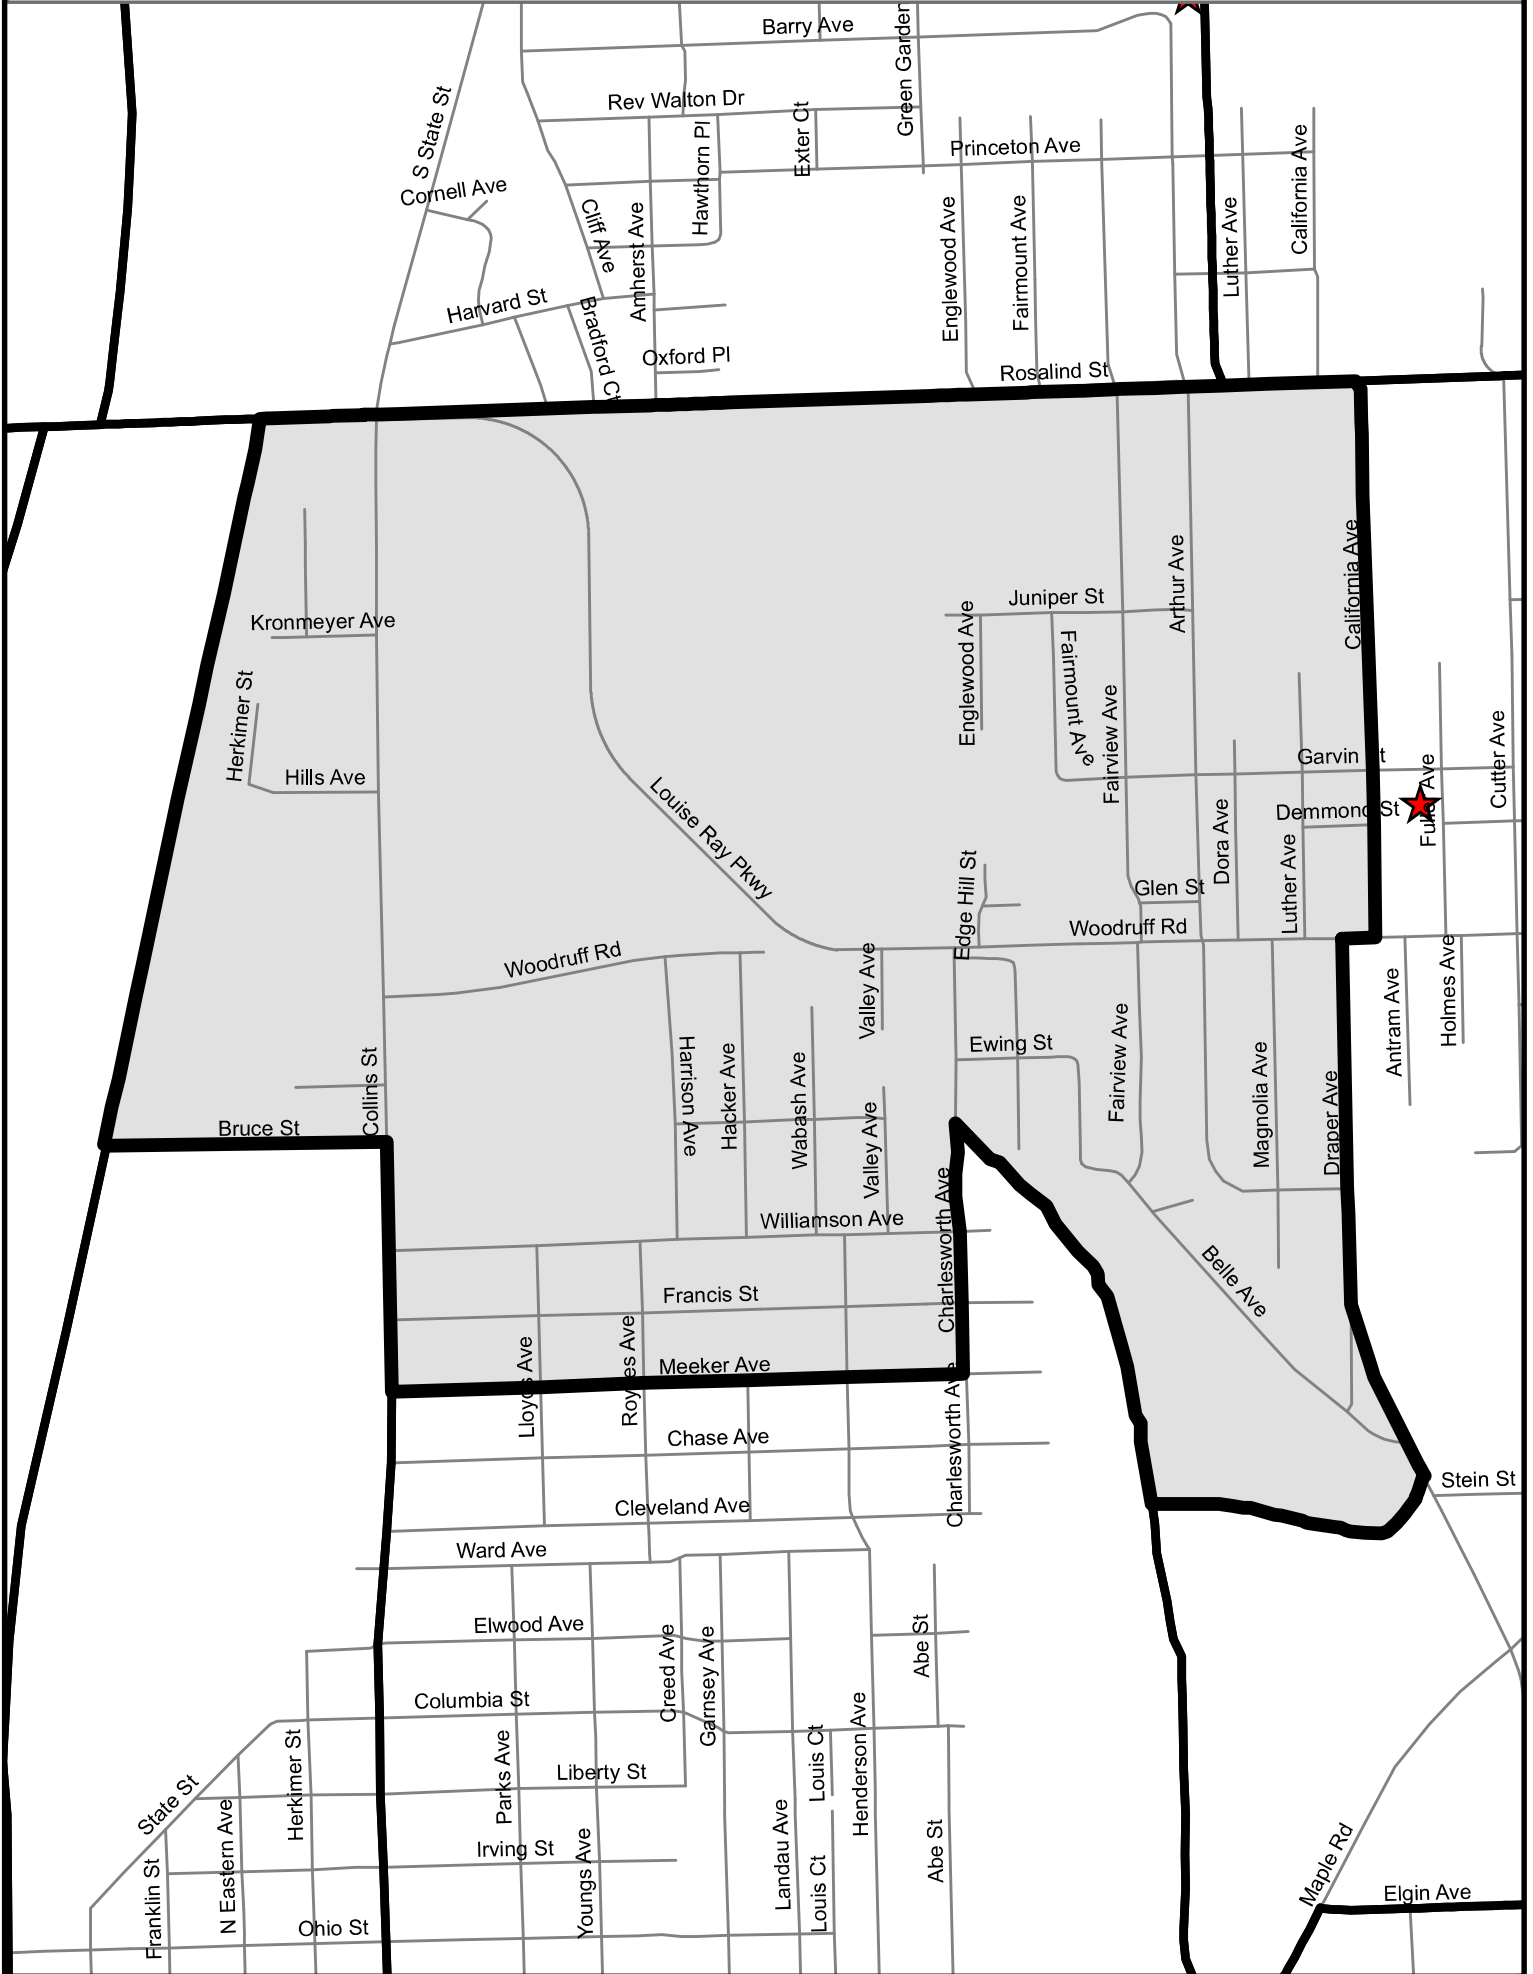 Barry Ave
Green Garden
Rev Walton Dr
S State St
Exter Ct
Hawthorn Pl
Princeton Ave
California Ave
Cornell Ave
Cliff Ave
Amherst Ave
Englewood Ave
Fairmount Ave
Luther Ave
Harvard St
Bradford Ct
Oxford Pl
Rosalind St
California Ave
Arthur Ave
Juniper St
Englewood Ave
Fairmount Ave
Fairview Ave
Kronmeyer Ave
Herkimer St
Hills Ave
Louise Ray Pkwy
Garvin St
Demmond St
Fuller Ave
Cutter Ave
Dora Ave
Luther Ave
Glen St
Edge Hill St
Woodruff Rd
Woodruff Rd
Valley Ave
Antram Ave
Holmes Ave
Ewing St
Fairview Ave
Magnolia Ave
Draper Ave
Collins St
Bruce St
Harrison Ave
Hacker Ave
Wabash Ave
Valley Ave
Williamson Ave
Charlesworth Ave
Belle Ave
Francis St
Lloyds Ave
Royes Ave
Meeker Ave
Charlesworth Ave
Chase Ave
Cleveland Ave
Stein St
Ward Ave
Elwood Ave
Creed Ave
Garnsey Ave
Abe St
Columbia St
Herkimer St
Parks Ave
Louis Ct
Henderson Ave
Liberty St
State St
N Eastern Ave
Landau Ave
Abe St
Irving St
Youngs Ave
Louis Ct
Franklin St
Maple Rd
Elgin Ave
Ohio St